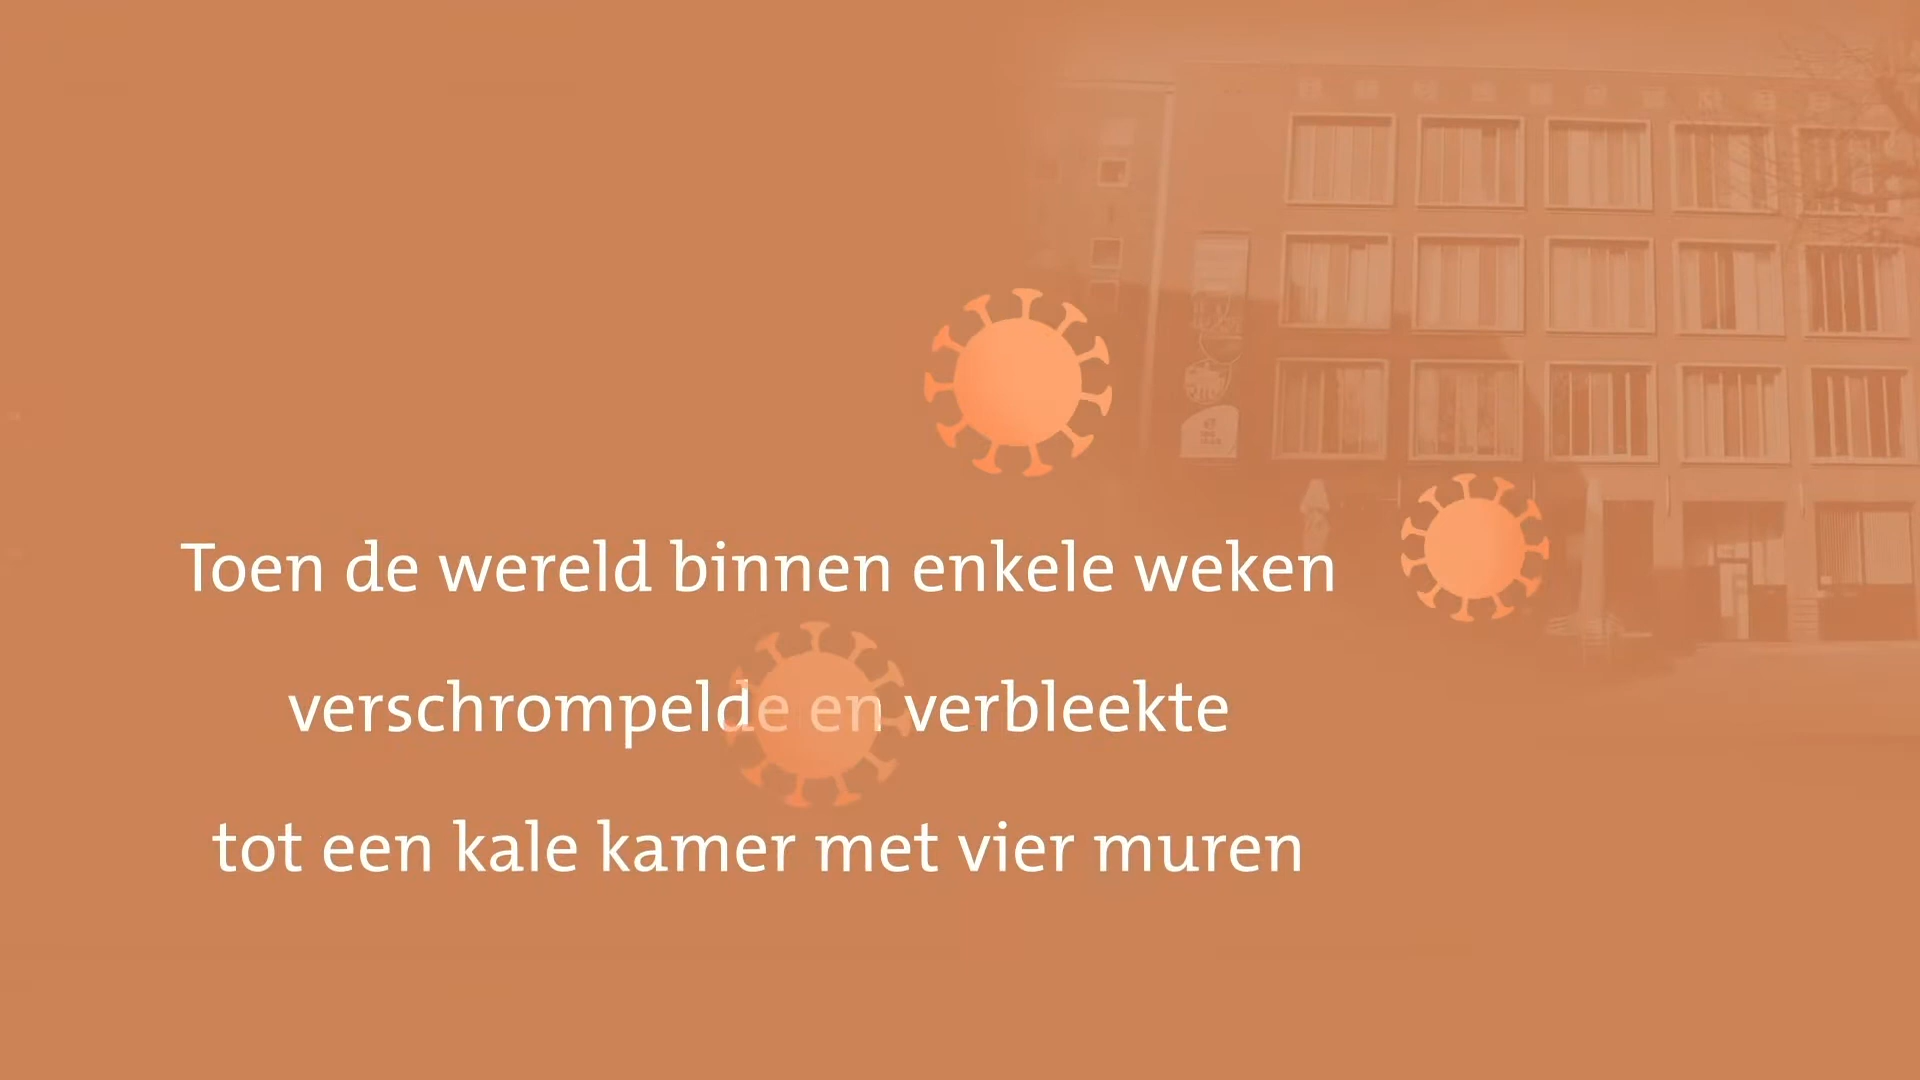 Toen de wereld binnen enkele weken
verschrompelde en verbleekte
tot een kale kamer met vier muren